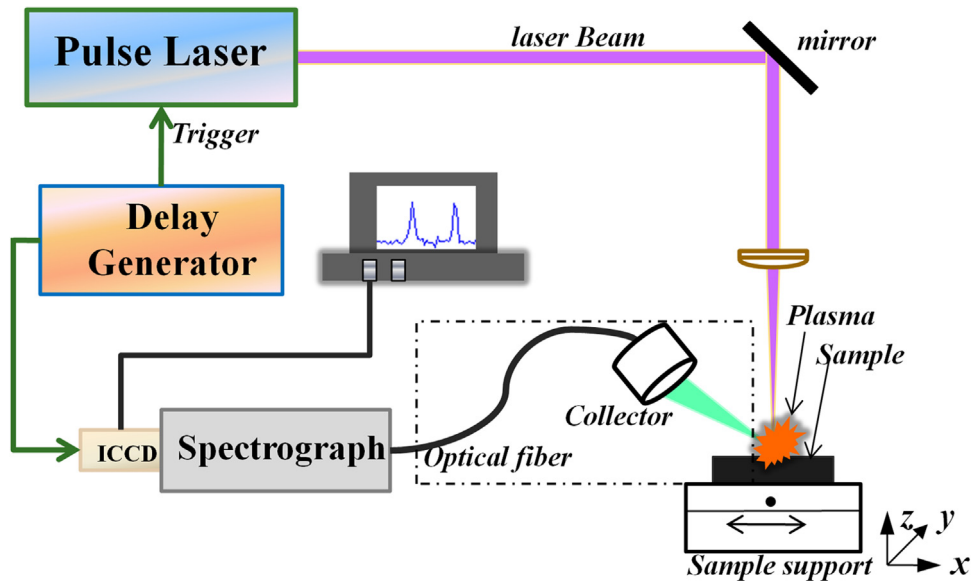 Pulse Laser
laser Beam
mirror
Trigger
Delay
Generator
Plasma
Sample
Collector
ICCD
Spectrograph
Optical fiber
Sample support
z
y
x